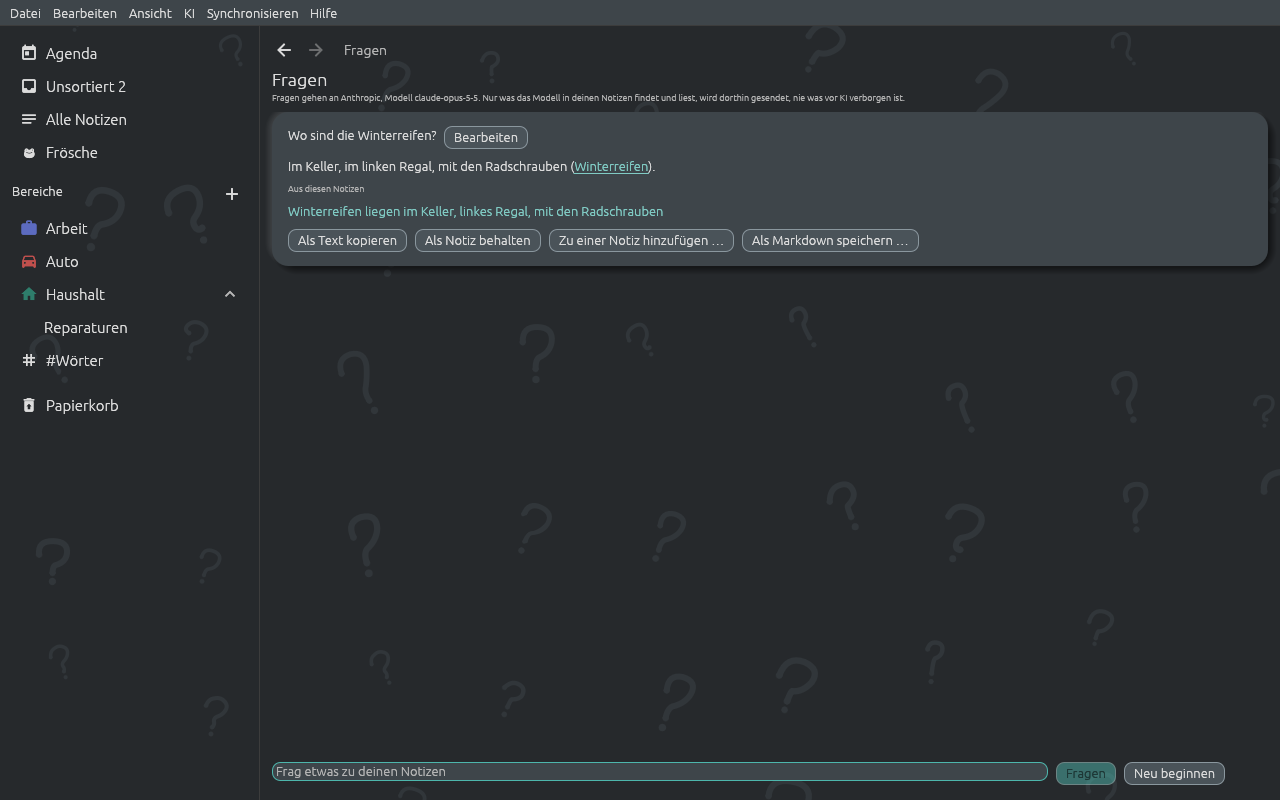 Datei Bearbeiten Ansicht KI Synchronisieren Hilfe
Agenda
Unsortiert 2
Alle Notizen
Frösche
Bereiche
Arbeit
Auto
Haushalt
Reparaturen
#Wörter
Papierkorb
Fragen
Fragen
Fragen gehen an Anthropic, Modell claude-opus-5-5. Nur was das Modell in deinen Notizen findet und liest, wird dorthin gesendet, nie was vor KI verborgen ist.
Wo sind die Winterreifen? Bearbeiten
Im Keller, im linken Regal, mit den Radschrauben (Winterreifen).
Aus diesen Notizen
Winterreifen liegen im Keller, linkes Regal, mit den Radschrauben
Als Text kopieren Als Notiz behalten Zu einer Notiz hinzufügen … Als Markdown speichern …
Frag etwas zu deinen Notizen Fragen Neu beginnen